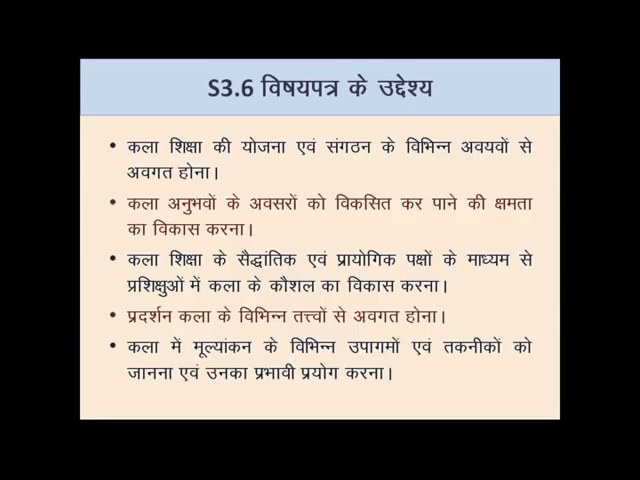 S3.6 विषयपत्र के उद्देश्य
• कला शिक्षा की योजना एवं संगठन के विभिन्न अवयवों से
अवगत होना।
• कला अनुभवों के अवसरों को विकसित कर पाने की क्षमता
का विकास करना।
• कला शिक्षा के सैद्धांतिक एवं प्रायोगिक पक्षों के माध्यम से
प्रशिक्षुओं में कला के कौशल का विकास करना।
• प्रदर्शन कला के विभिन्न तत्त्वों से अवगत होना।
• कला में मूल्यांकन के विभिन्न उपागमों एवं तकनीकों को
जानना एवं उनका प्रभावी प्रयोग करना।